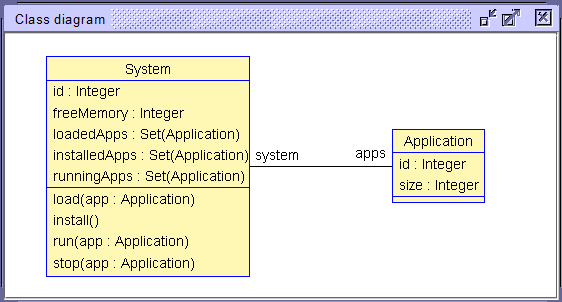 Class diagram
System
id : Integer
freeMemory : Integer
loadedApps : Set(Application)
installedApps : Set(Application)
runningApps : Set(Application)
load(app : Application)
install()
run(app : Application)
stop(app : Application)
system
apps
Application
id : Integer
size : Integer